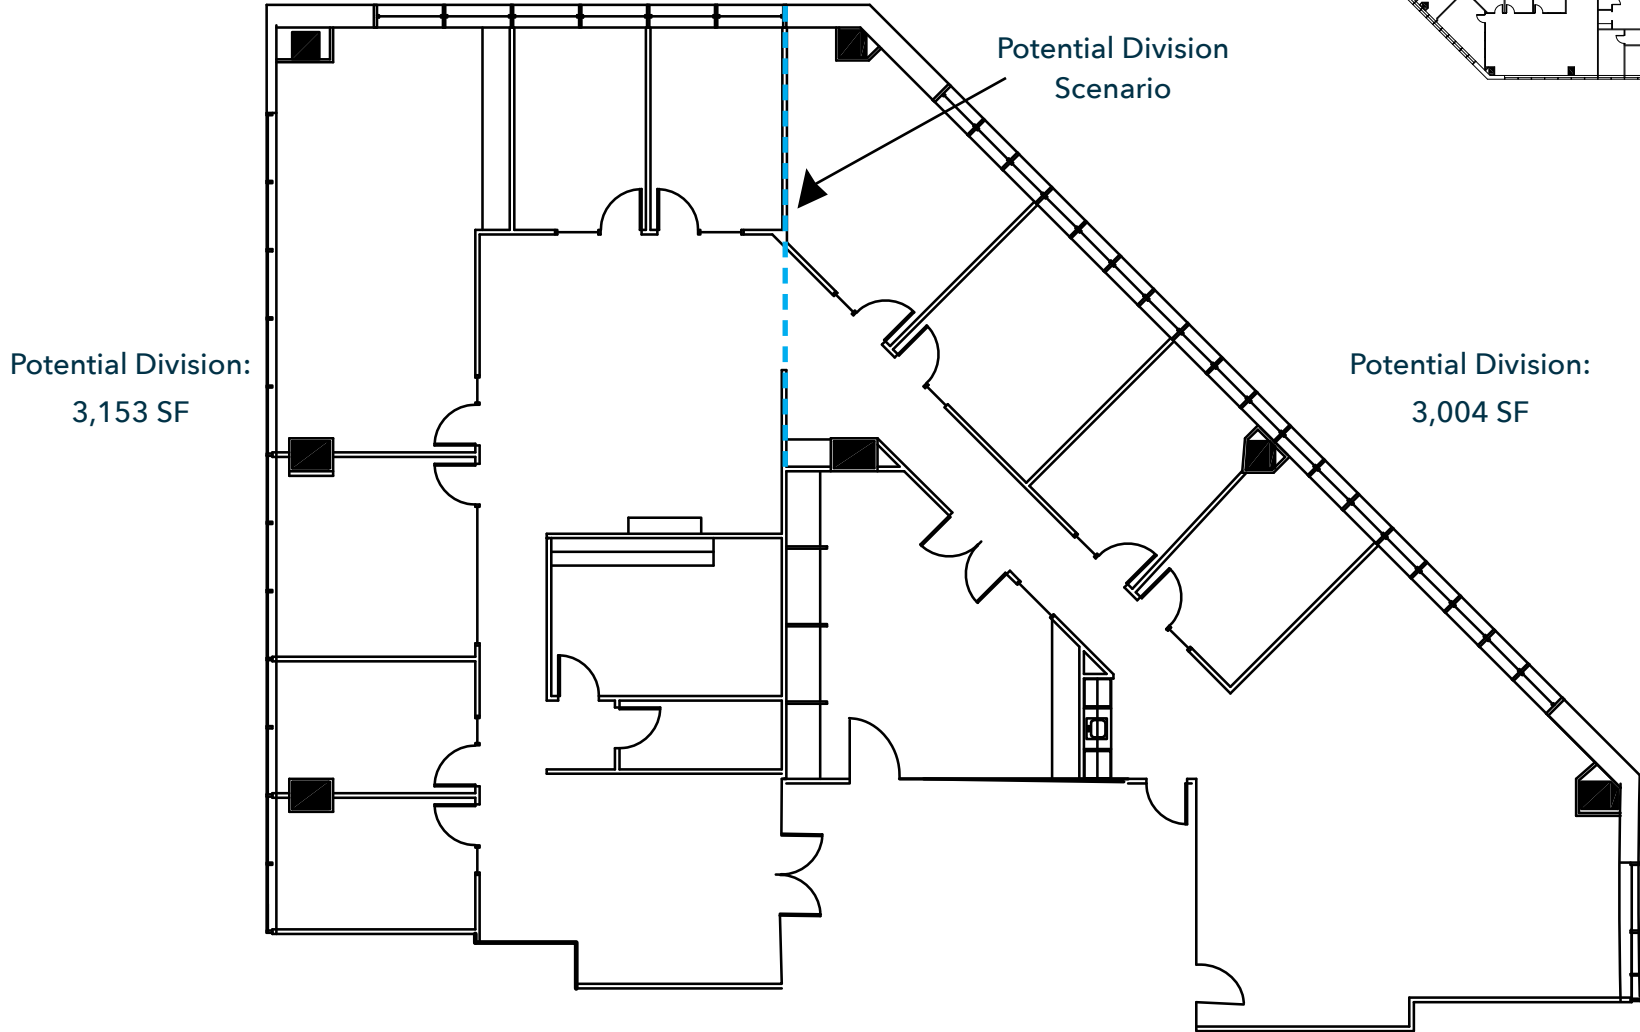 Potential Division
Scenario
Potential Division:
3,153 SF
Potential Division:
3,004 SF